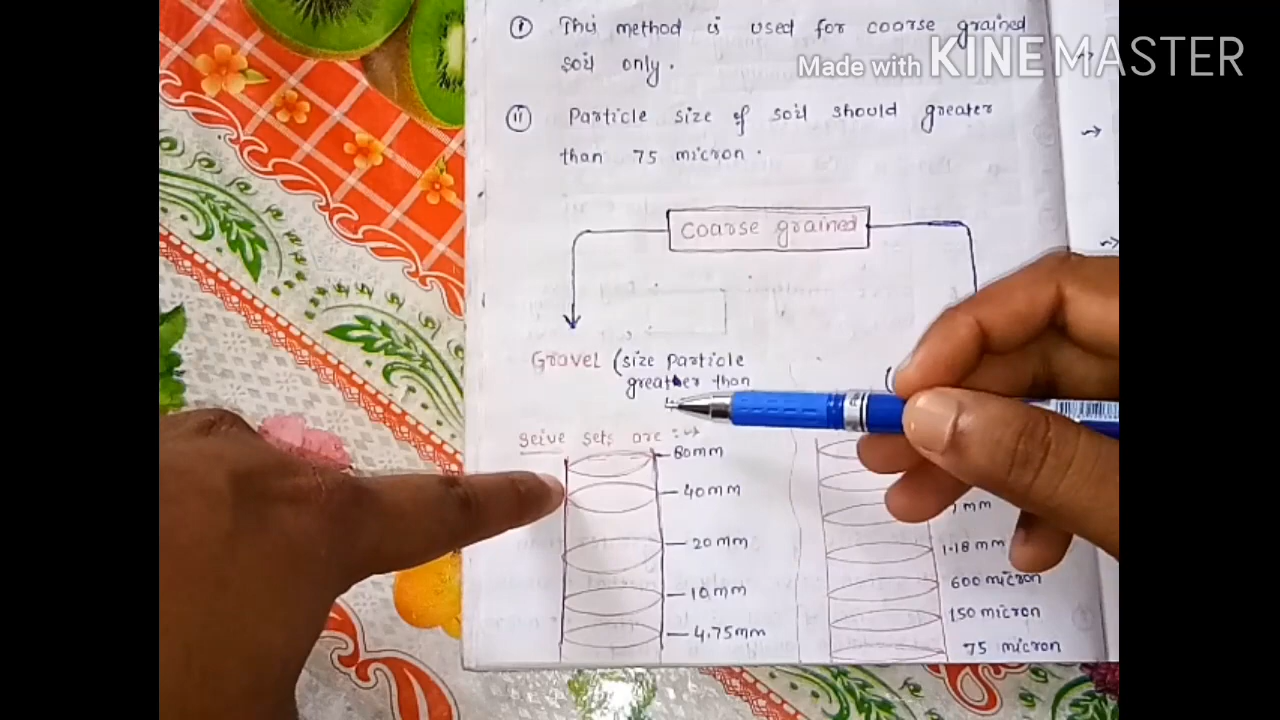 Made with KINEMASTER
i This method is used for coarse grained
soil only.
ii Particle size of soil should greater
than 75 micron.
coarse grained
Gravel (size particle
greater than
seive sets are :→
80mm
40mm
20mm
10mm
4.75mm
mm
1.18 mm
600 micron
150 micron
75 micron